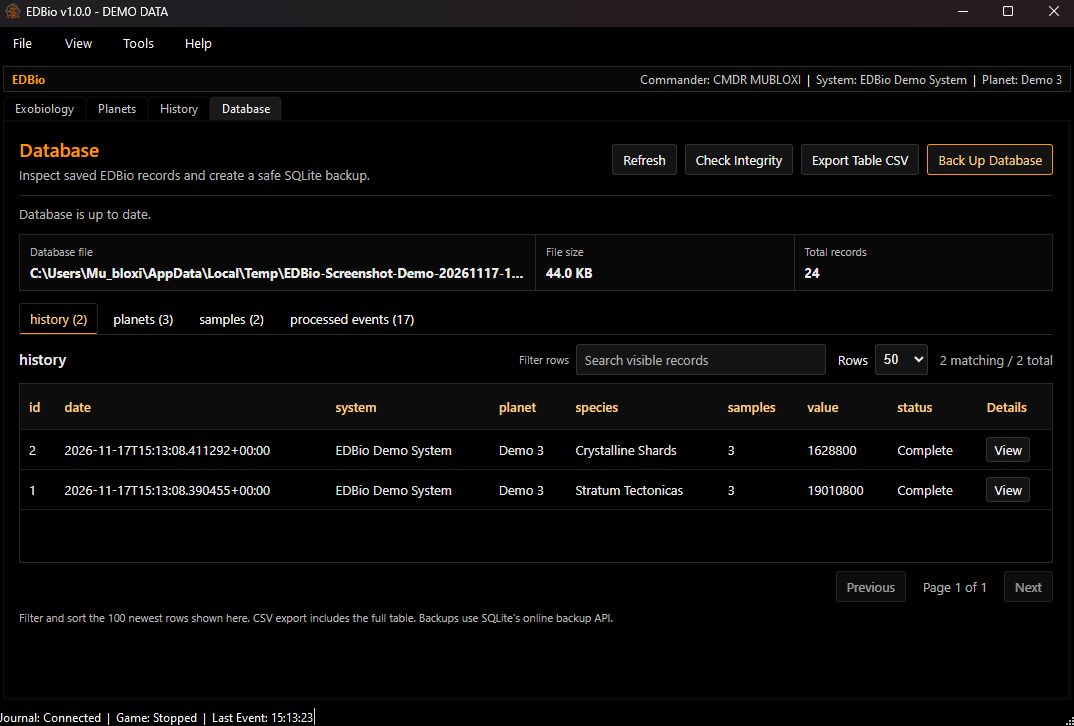 EDBio v1.0.0 - DEMO DATA
File View Tools Help
EDBio Commander: CMDR MUBLOXI | System: EDBio Demo System | Planet: Demo 3
Exobiology Planets History Database
Database
Refresh Check Integrity Export Table CSV Back Up Database
Inspect saved EDBio records and create a safe SQLite backup.
Database is up to date.
Database file File size Total records
C:\Users\Mu_bloxi\AppData\Local\Temp\EDBio-Screenshot-Demo-20261117-1... 44.0 KB 24
history (2) planets (3) samples (2) processed events (17)
history Filter rows Search visible records Rows 50 2 matching / 2 total
id date system planet species samples value status Details
2 2026-11-17T15:13:08.411292+00:00 EDBio Demo System Demo 3 Crystalline Shards 3 1628800 Complete View
1 2026-11-17T15:13:08.390455+00:00 EDBio Demo System Demo 3 Stratum Tectonicas 3 19010800 Complete View
Previous Page 1 of 1 Next
Filter and sort the 100 newest rows shown here. CSV export includes the full table. Backups use SQLite's online backup API.
Journal: Connected | Game: Stopped | Last Event: 15:13:23